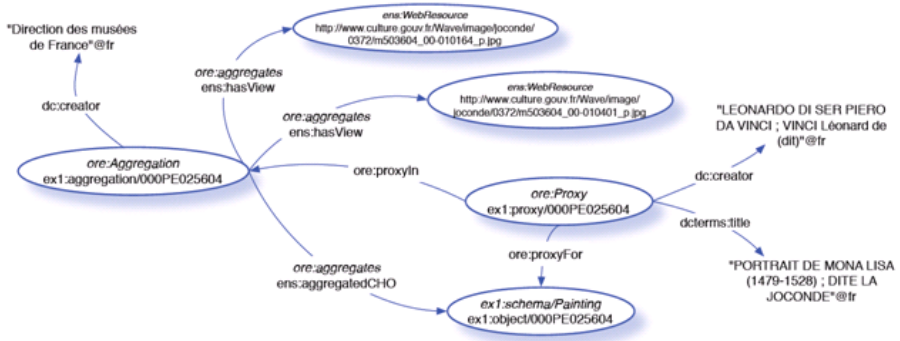 ens:WebResource
http://www.culture.gouv.fr/Wave/image/joconde/
0372/m503604_00-010164_p.jpg
"Direction des musées
de France"@fr
ore:aggregates
ens:hasView
dc:creator
ens:WebResource
http://www.culture.gouv.fr/Wave/image/
joconde/0372/m503604_00-010401_p.jpg
ore:aggregates
ens:hasView
"LEONARDO DI SER PIERO
DA VINCI ; VINCI Léonard de
(dit)"@fr
ore:Aggregation
ex1:aggregation/000PE025604
ore:proxyIn
dc:creator
ore:Proxy
ex1:proxy/000PE025604
dcterms:title
ore:proxyFor
ore:aggregates
ens:aggregatedCHO
"PORTRAIT DE MONA LISA
(1479-1528) ; DITE LA
JOCONDE"@fr
ex1:schema/Painting
ex1:object/000PE025604